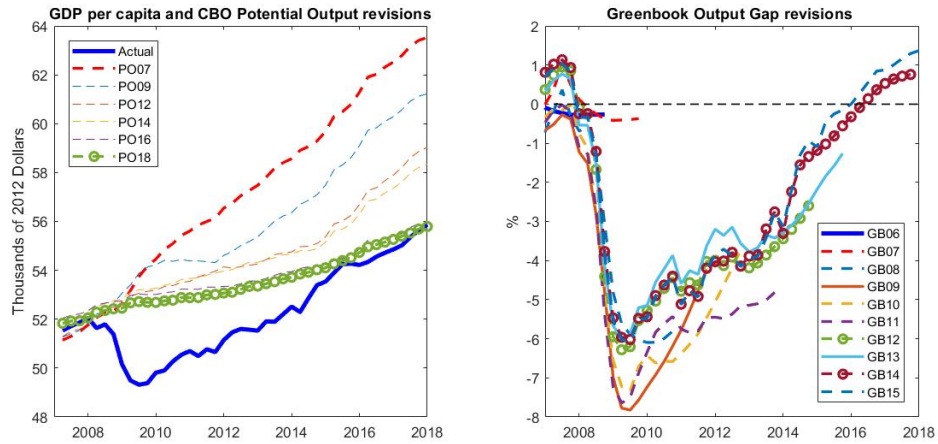 GDP per capita and CBO Potential Output revisions
64
62
60
58
56
54
52
50
48
Thousands of 2012 Dollars
Actual
PO07
PO09
PO12
PO14
PO16
PO18
2008 2010 2012 2014 2016 2018
Greenbook Output Gap revisions
2
1
0
-1
-2
-3
-4
-5
-6
-7
-8
%
GB06
GB07
GB08
GB09
GB10
GB11
GB12
GB13
GB14
GB15
2008 2010 2012 2014 2016 2018